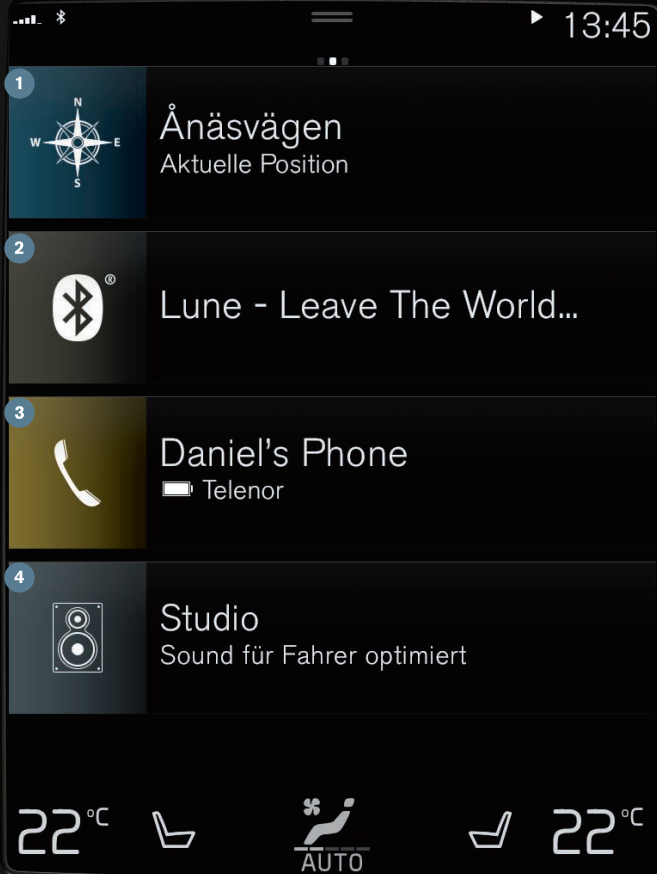 13:45
1
N
W E
S
Ånäsvägen
Aktuelle Position
2
®
Lune - Leave The World...
3
Daniel's Phone
Telenor
4
Studio
Sound für Fahrer optimiert
22 °C
AUTO
22 °C